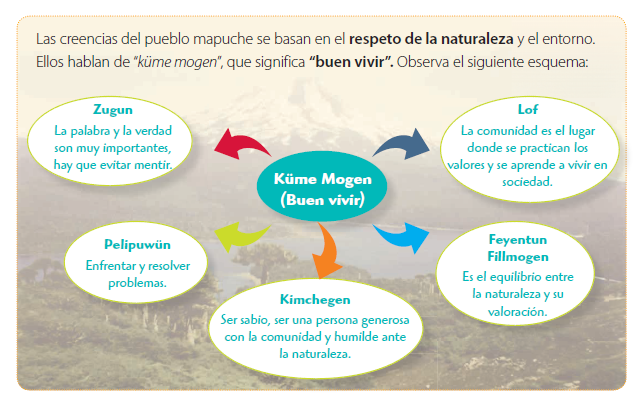 Las creencias del pueblo mapuche se basan en el respeto de la naturaleza y el entorno.
Ellos hablan de “küme mogen”, que significa “buen vivir”. Observa el siguiente esquema:
Zugun
La palabra y la verdad
son muy importantes,
hay que evitar mentir.
Lof
La comunidad es el lugar
donde se practican los
valores y se aprende a vivir en
sociedad.
Küme Mogen
(Buen vivir)
Pelipuwün
Enfrentar y resolver
problemas.
Feyentun
Fillmogen
Es el equilibrio entre
la naturaleza y su
valoración.
Kimchegen
Ser sabio, ser una persona generosa
con la comunidad y humilde ante
la naturaleza.